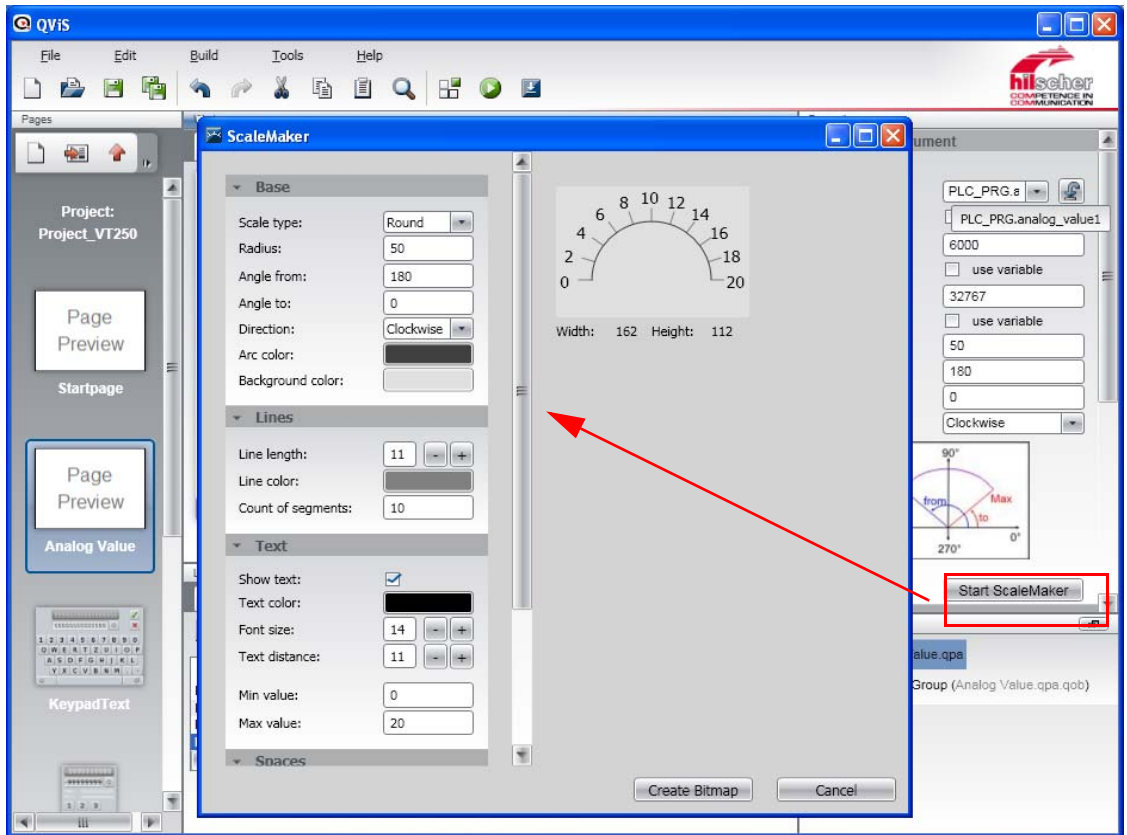 QViS
File Edit Build Tools Help
hilscher
COMPETENCE IN
COMMUNICATION
Pages
Project:
Project_VT250
Page
Preview
Startpage
Page
Preview
Analog Value
KeypadText
1 2 3
ScaleMaker
Base
Scale type: Round
Radius: 50
Angle from: 180
Angle to: 0
Direction: Clockwise
Arc color:
Background color:
Lines
Line length: 11 - +
Line color:
Count of segments: 10
Text
Show text:
Text color:
Font size: 14 - +
Text distance: 11 - +
Min value: 0
Max value: 20
Spaces
0 2 4 6 8 10 12 14 16 18 20
Width: 162 Height: 112
Create Bitmap Cancel
ument
PLC_PRG.a
PLC_PRG.analog_value1
6000
use variable
32767
use variable
50
180
0
Clockwise
90°
from
Max
to
0°
270°
Start ScaleMaker
alue.qpa
Group (Analog Value.qpa.qob)